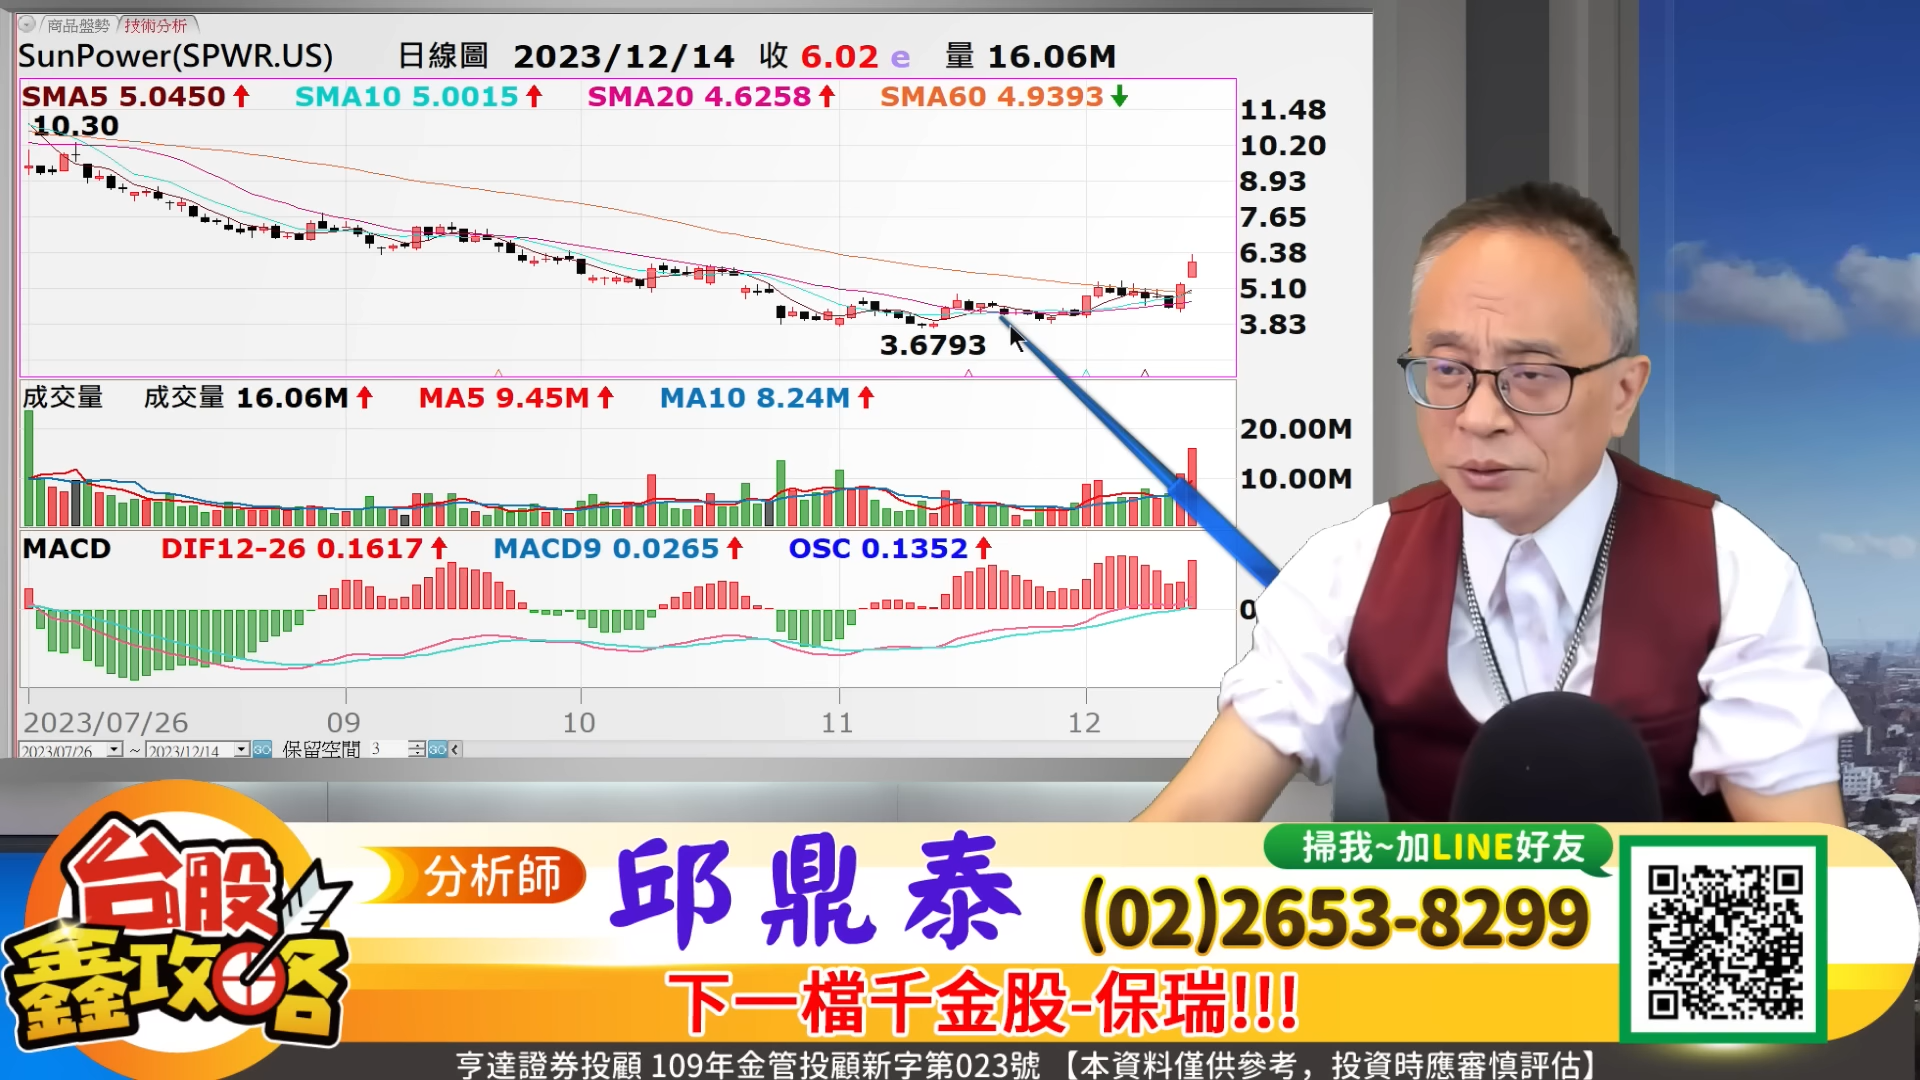 商品盤勢 技術分析
SunPower(SPWR.US) 日線圖 2023/12/14 收 6.02 e 量 16.06M
SMA5 5.0450 SMA10 5.0015 SMA20 4.6258 SMA60 4.9393
10.30
11.48
10.20
8.93
7.65
6.38
5.10
3.83
3.6793
成交量 成交量 16.06M MA5 9.45M MA10 8.24M
20.00M
10.00M
MACD DIF12-26 0.1617 MACD9 0.0265 OSC 0.1352
0
2023/07/26 09 10 11 12
2023/07/26 ~ 2023/12/14 GO 保留空間 3 GO
台股
鑫攻略
分析師 邱鼎泰
掃我~加LINE好友
(02)2653-8299
下一檔千金股-保瑞!!!
亨達證券投顧 109年金管投顧新字第023號 【本資料僅供參考，投資時應審慎評估】